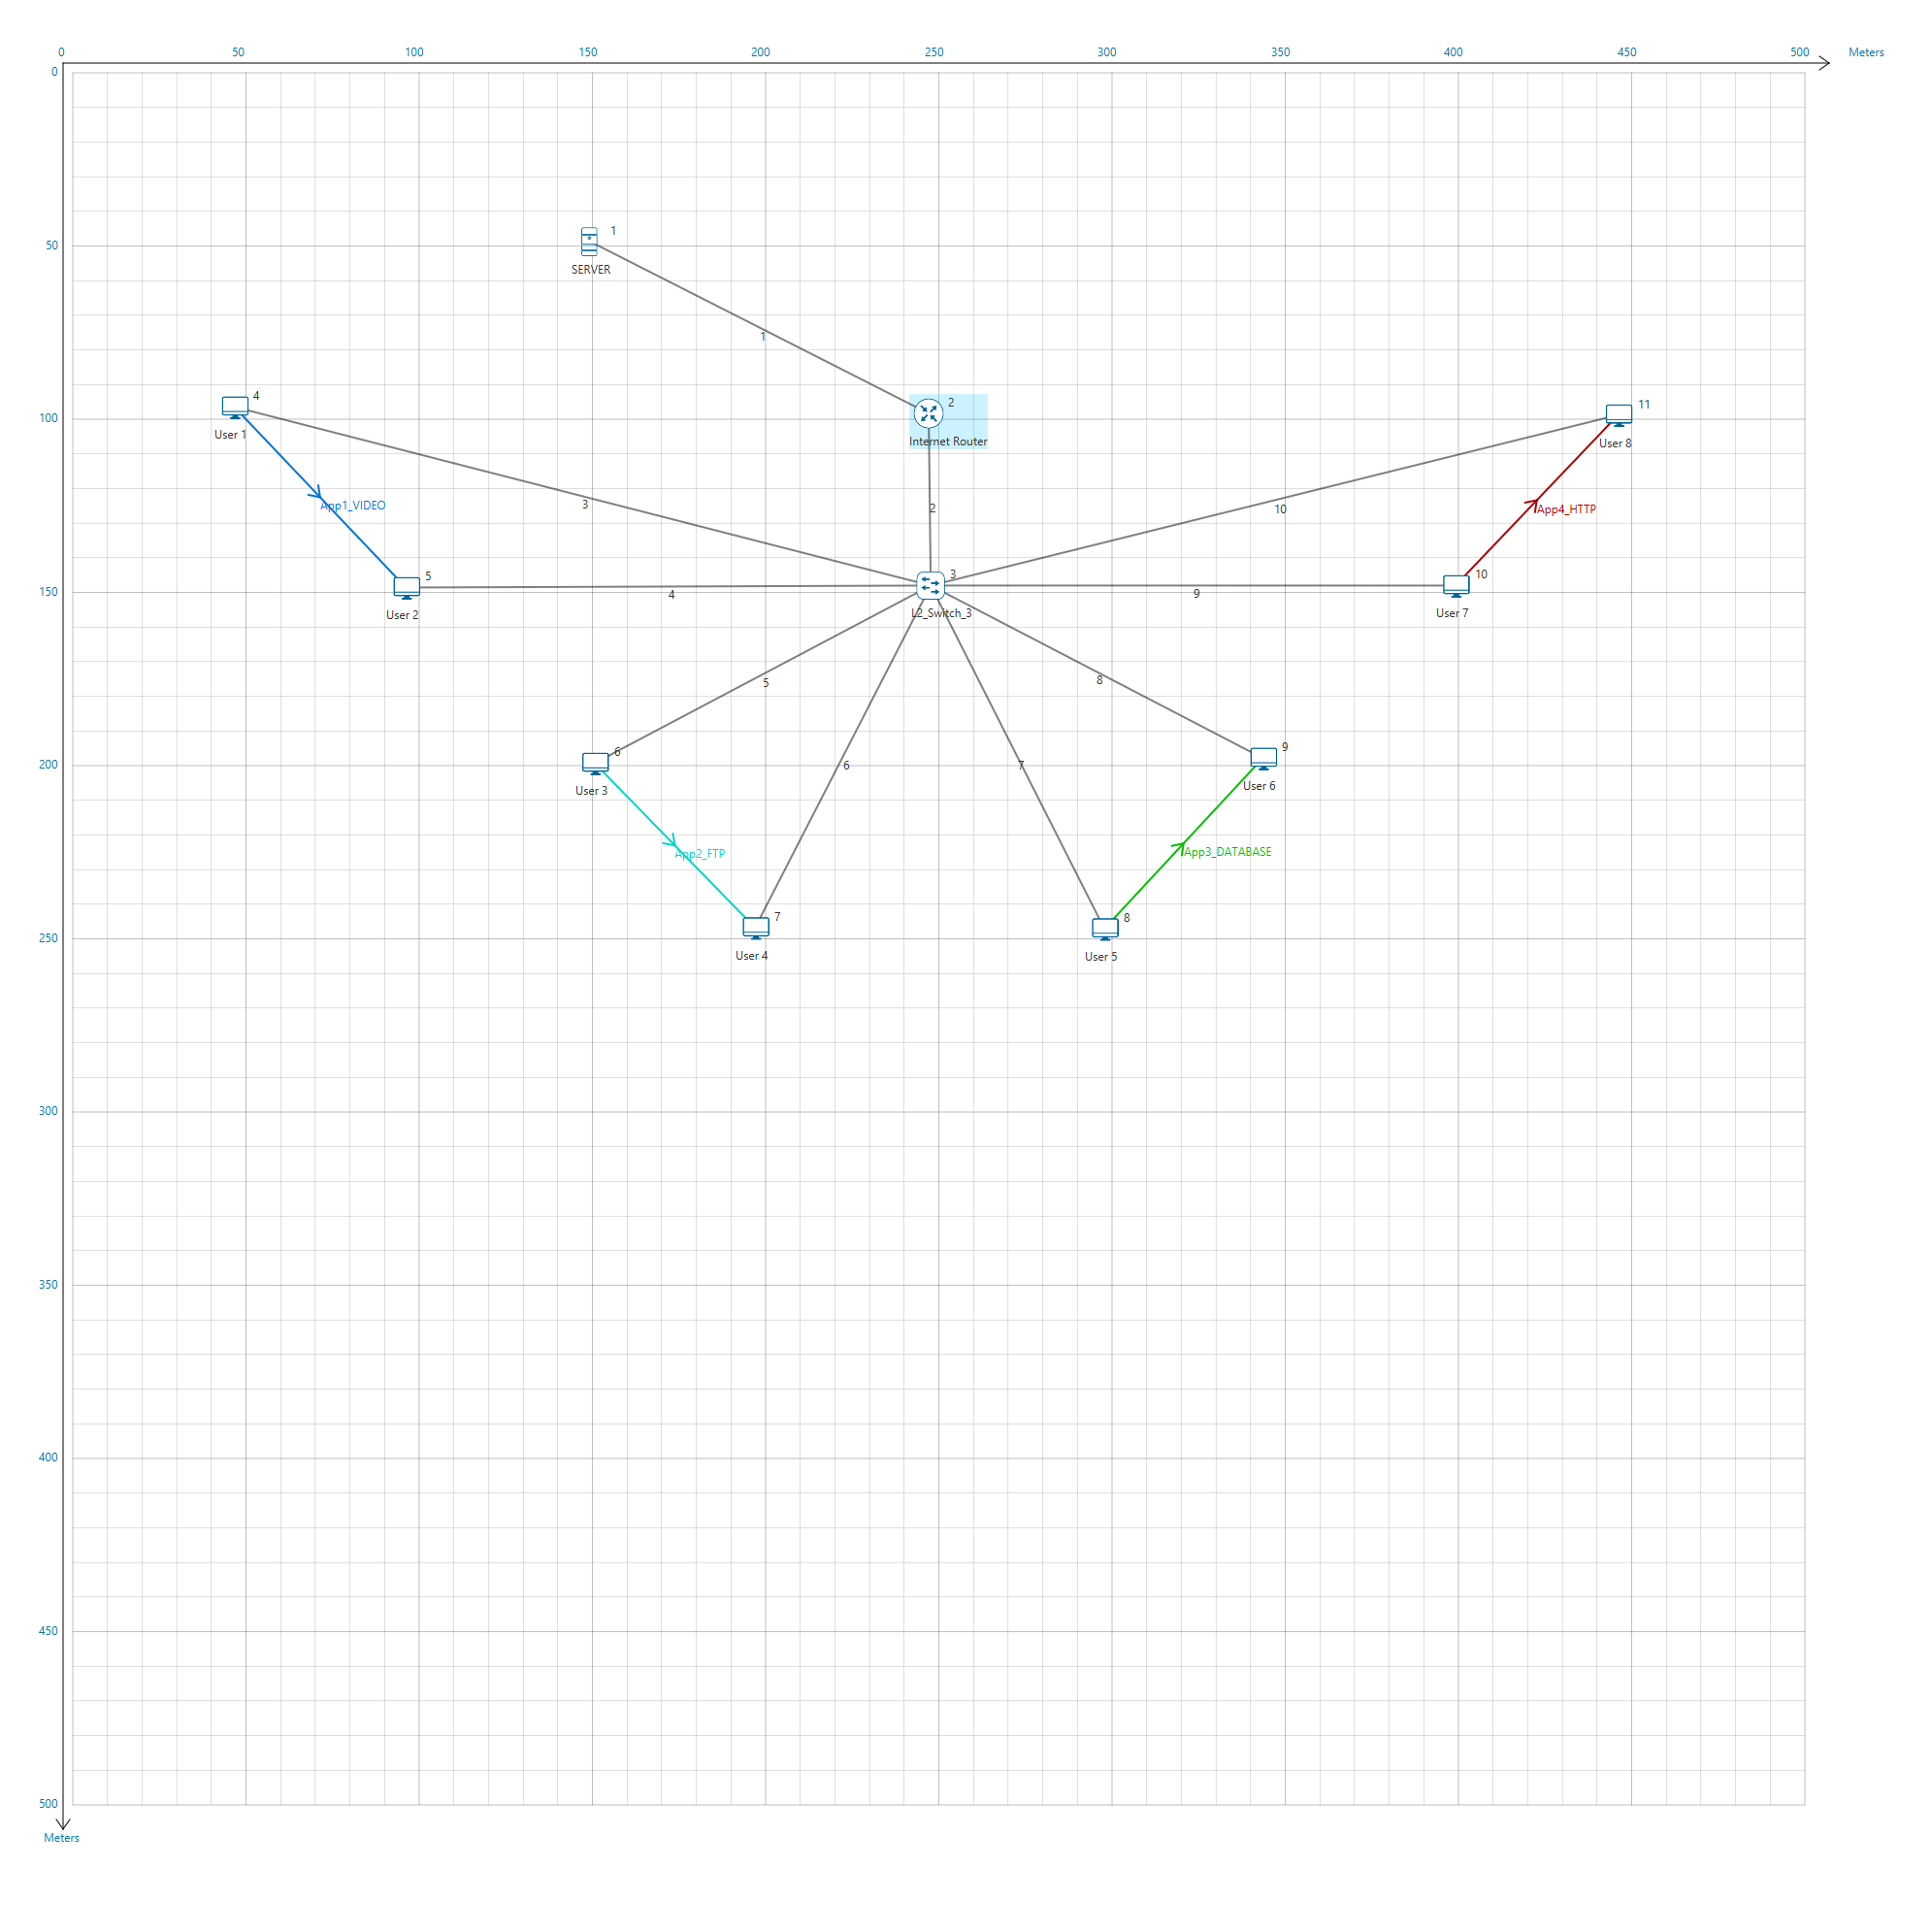 0 50 100 150 200 250 300 350 400 450 500 Meters
0
1
50
SERVER
1
4
2
11
100
User 1
Internet Router
User 8
App1_VIDEO
3
2
10
App4_HTTP
5
3
10
150
4
9
User 2
L2_Switch_3
User 7
5
8
6
9
200
6
7
User 3
User 6
App2_FTP
App3_DATABASE
7
8
250
User 4
User 5
300
350
400
450
500
Meters